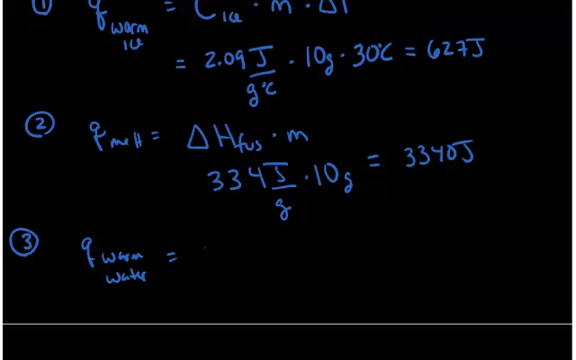 ① q warm ice = C ice · m · ΔT
= 2.09 J/g°C · 10g · 30°C = 627J
② q melt = ΔH fus · m
334 J/g · 10g = 3340J
③ q warm water =